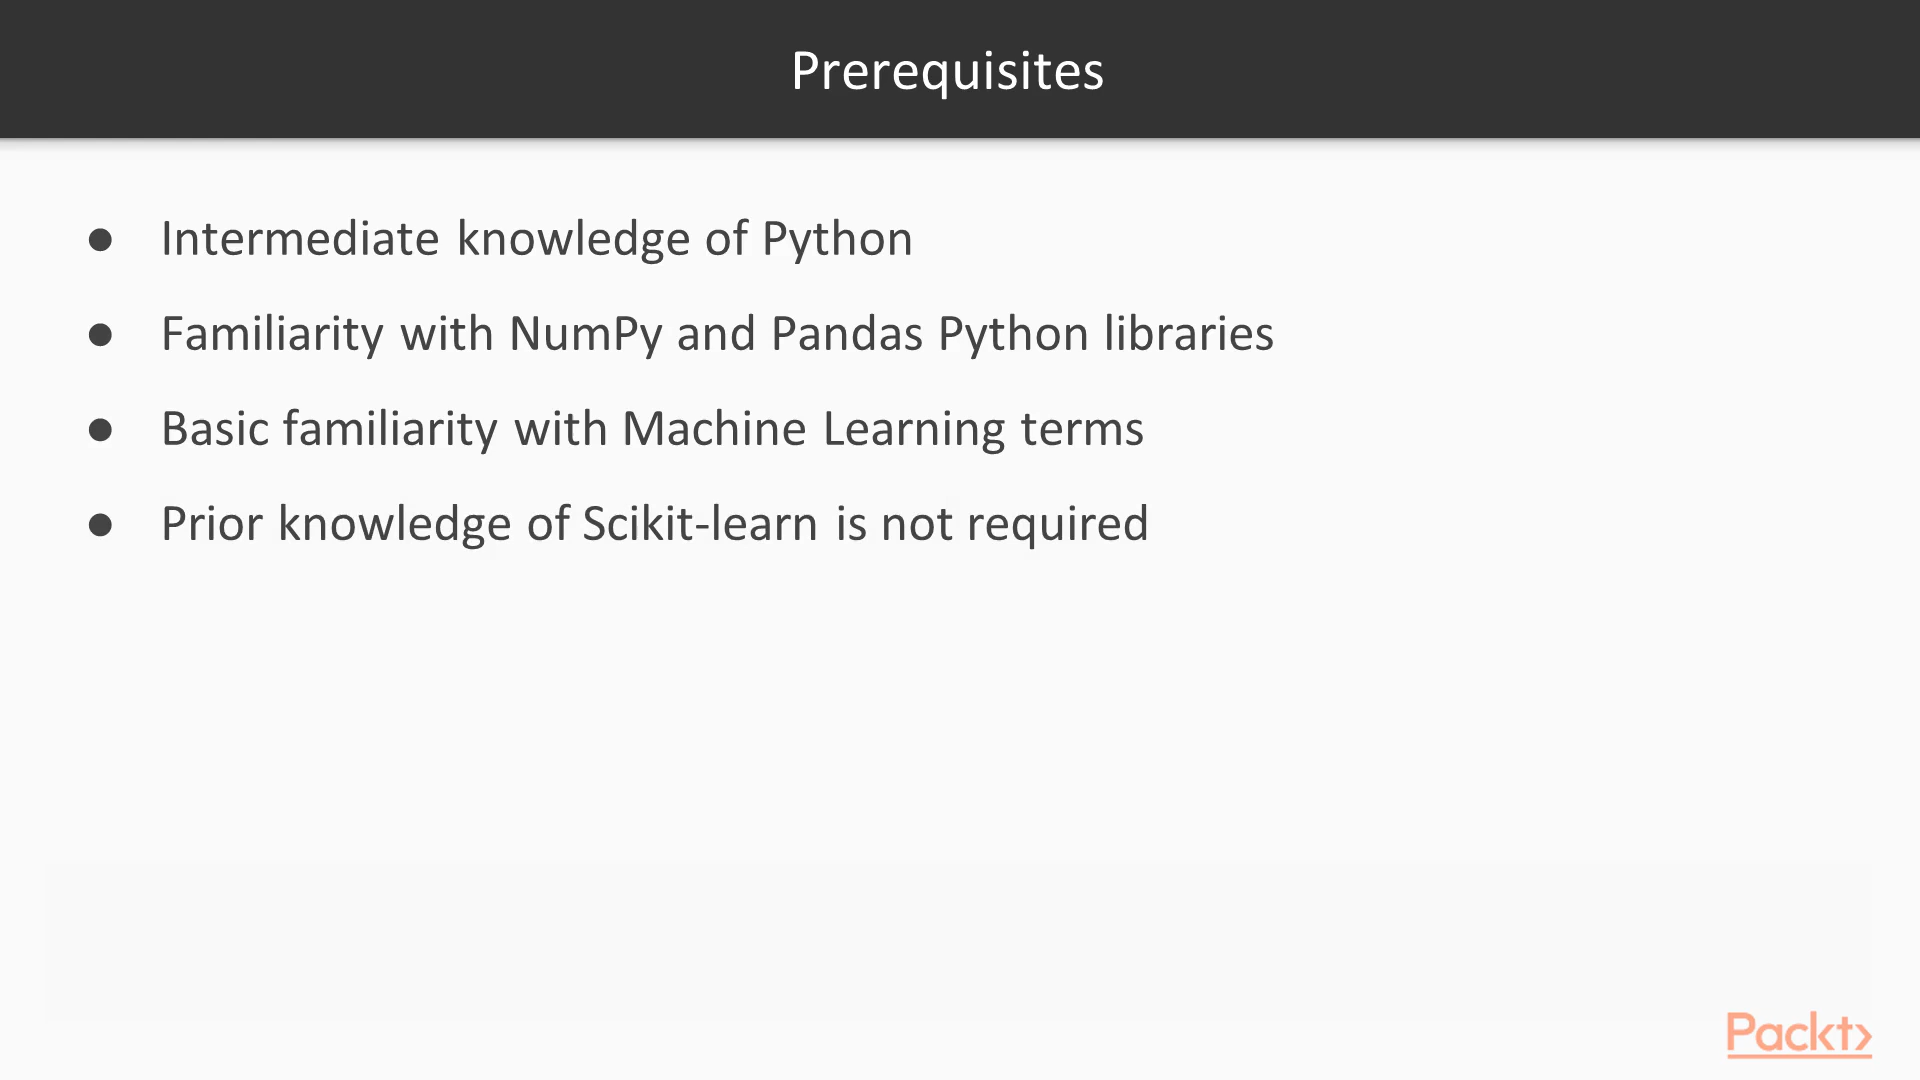 Prerequisites
● Intermediate knowledge of Python
● Familiarity with NumPy and Pandas Python libraries
● Basic familiarity with Machine Learning terms
● Prior knowledge of Scikit-learn is not required
Packt>